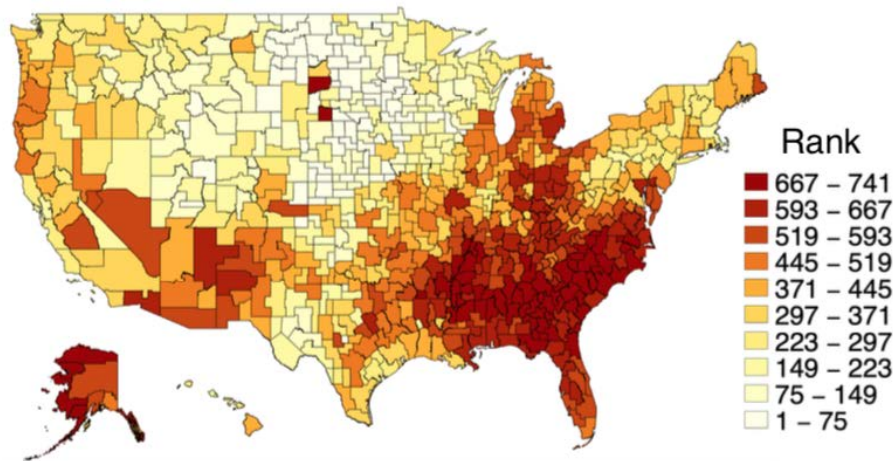 Rank
667 – 741
593 – 667
519 – 593
445 – 519
371 – 445
297 – 371
223 – 297
149 – 223
75 – 149
1 – 75